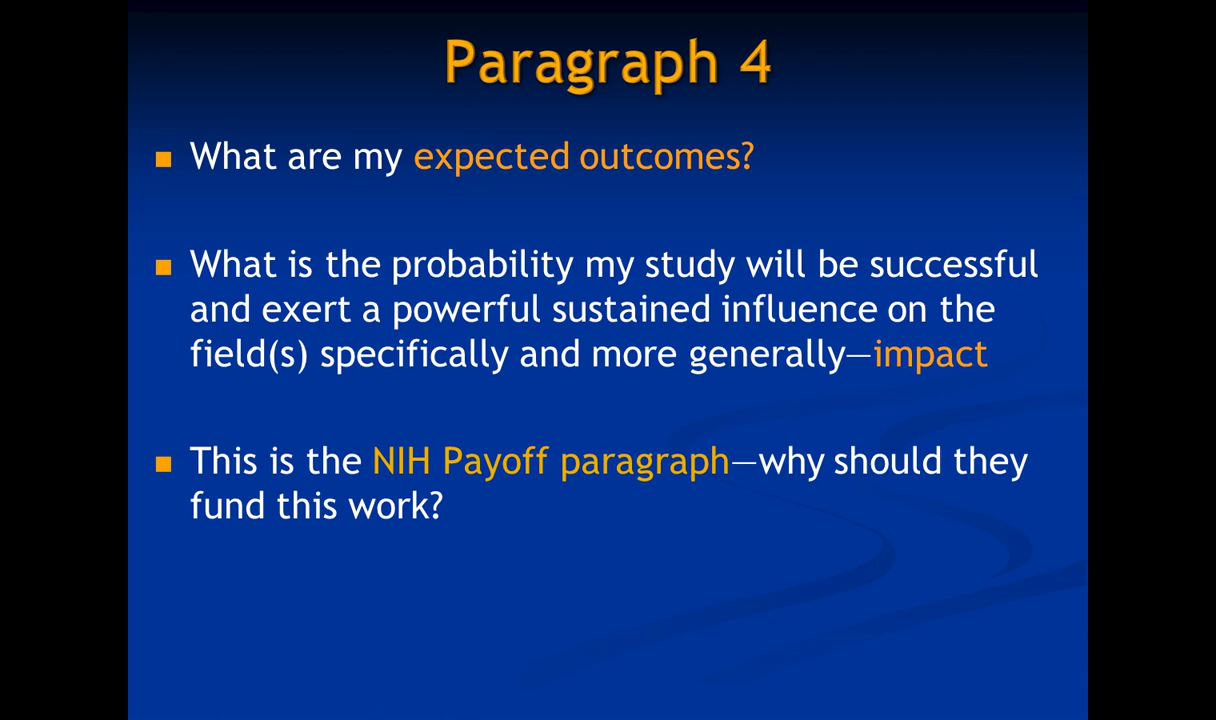 Paragraph 4
What are my expected outcomes?
What is the probability my study will be successful
and exert a powerful sustained influence on the
field(s) specifically and more generally—impact
This is the NIH Payoff paragraph—why should they
fund this work?